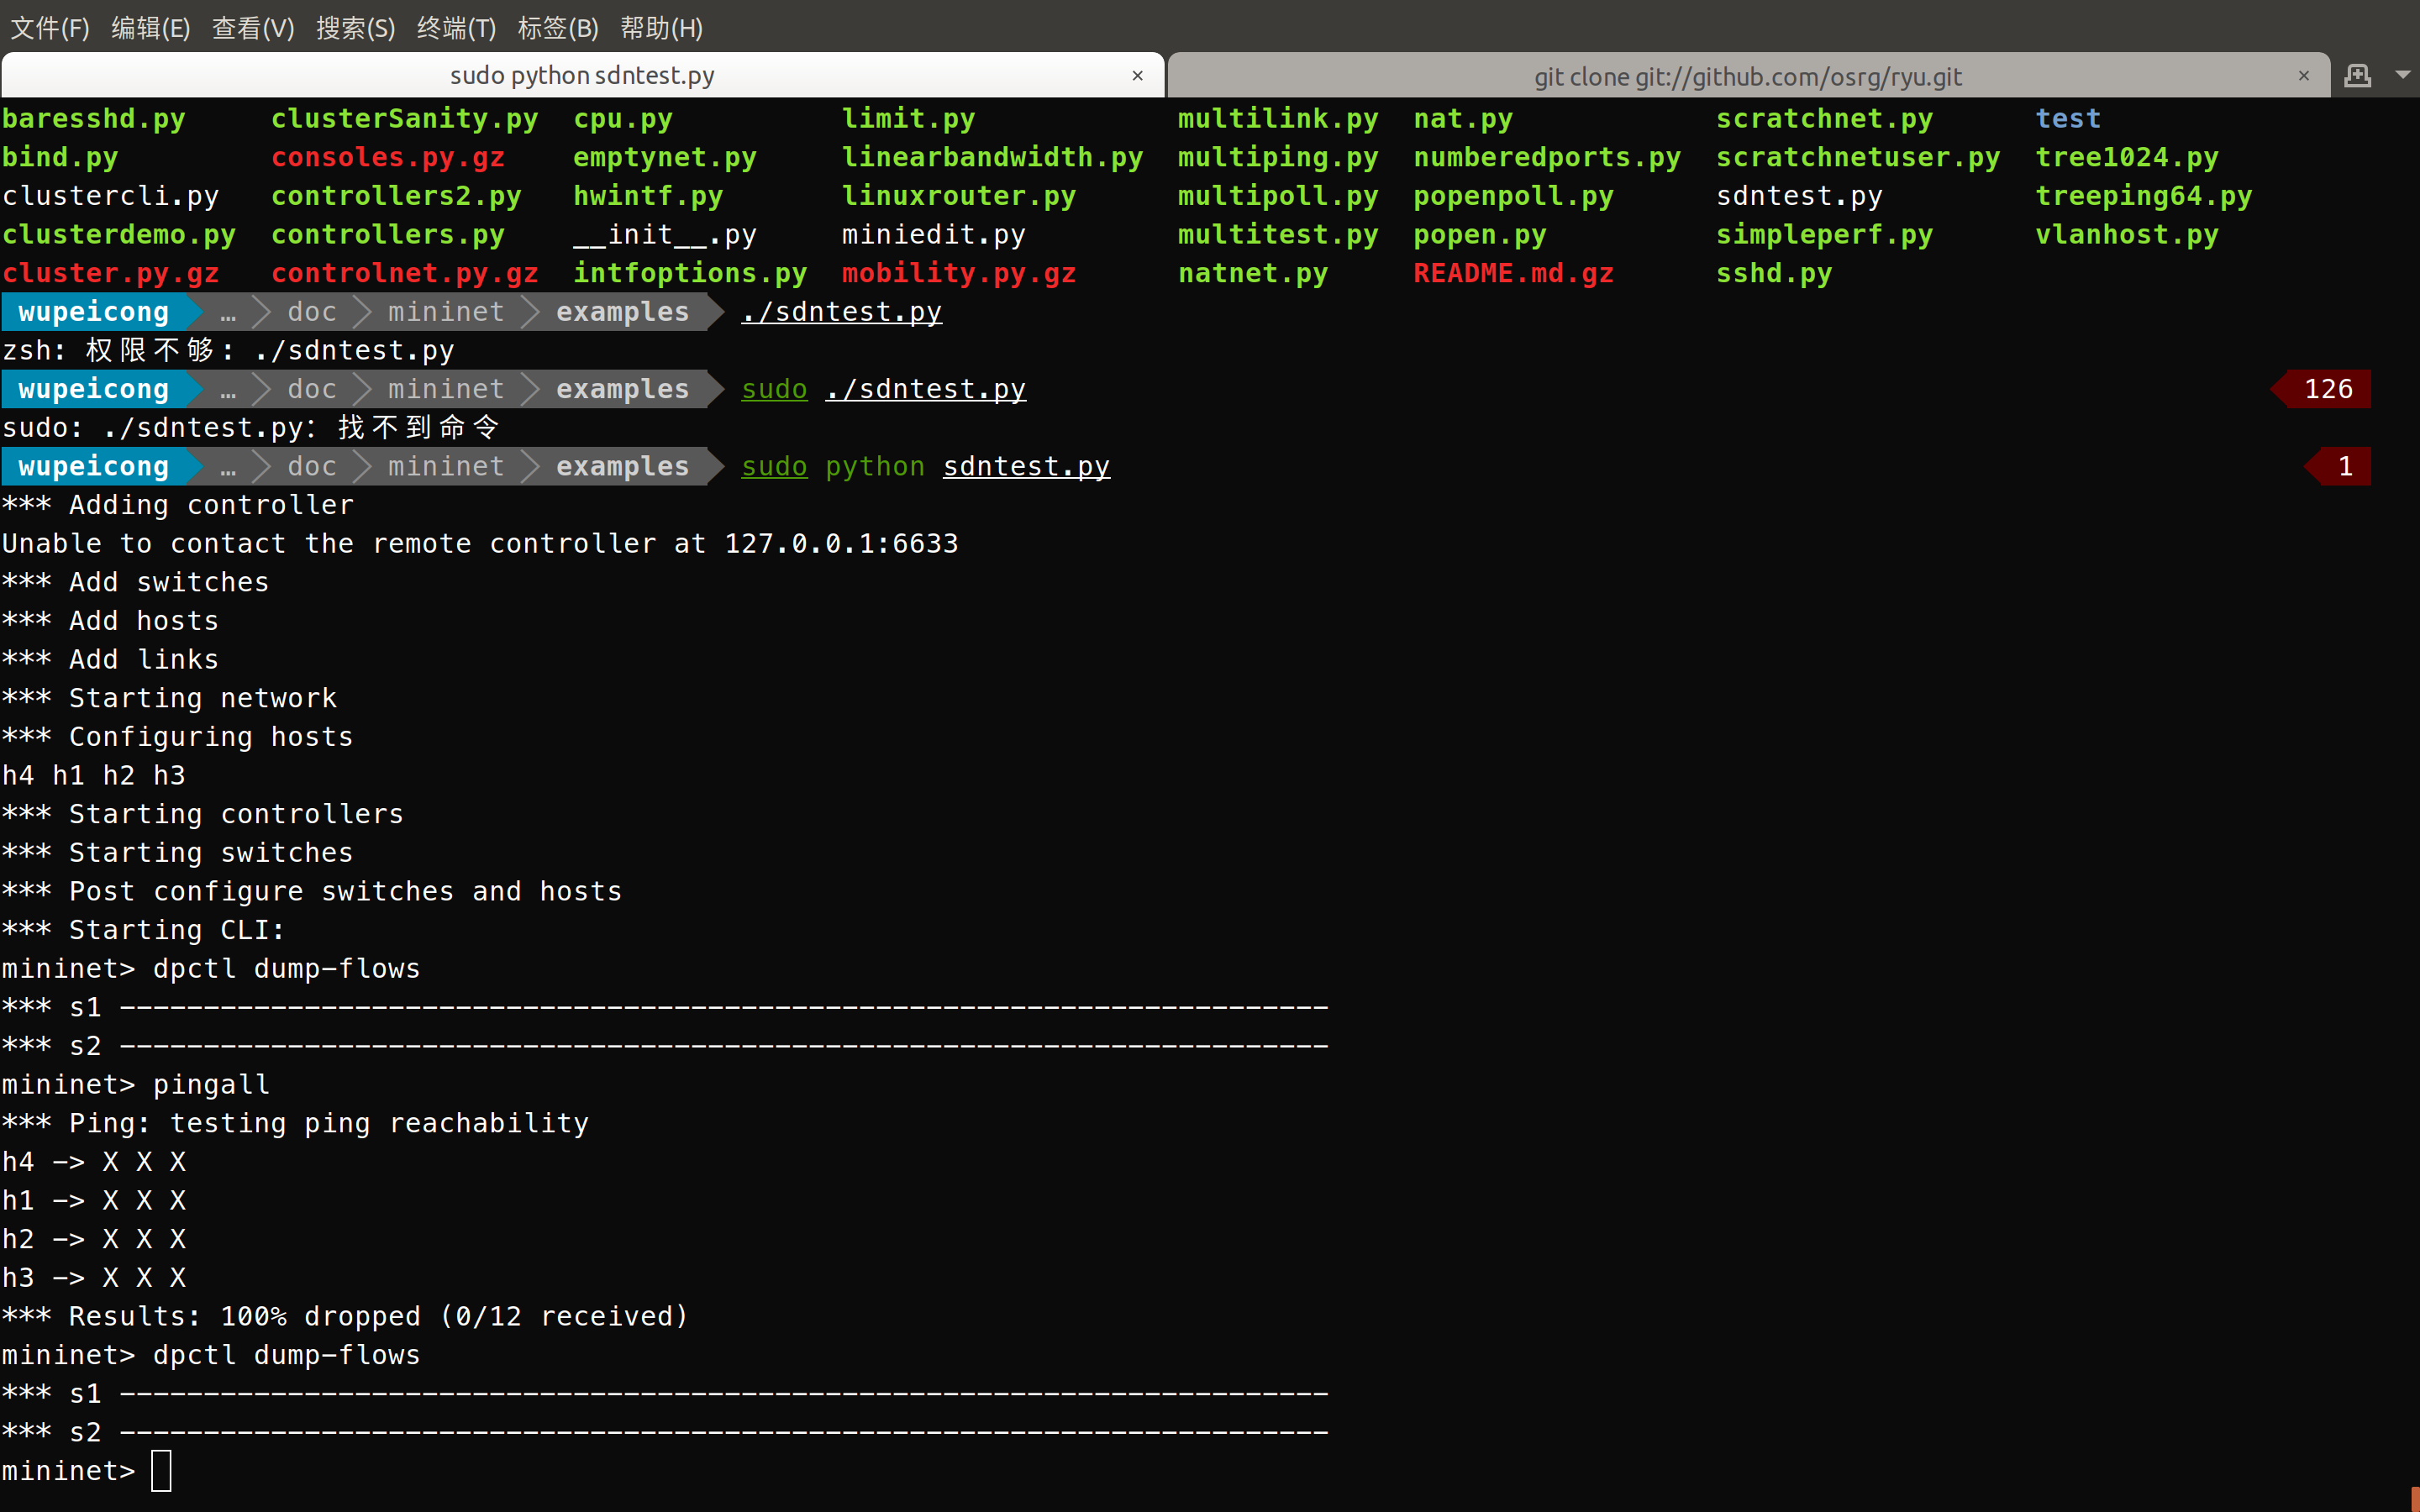 文件(F) 编辑(E) 查看(V) 搜索(S) 终端(T) 标签(B) 帮助(H)
sudo python sdntest.py × git clone git://github.com/osrg/ryu.git ×
baresshd.py clusterSanity.py cpu.py limit.py multilink.py nat.py scratchnet.py test
bind.py consoles.py.gz emptynet.py linearbandwidth.py multiping.py numberedports.py scratchnetuser.py tree1024.py
clustercli.py controllers2.py hwintf.py linuxrouter.py multipoll.py popenpoll.py sdntest.py treeping64.py
clusterdemo.py controllers.py __init__.py miniedit.py multitest.py popen.py simpleperf.py vlanhost.py
cluster.py.gz controlnet.py.gz intfoptions.py mobility.py.gz natnet.py README.md.gz sshd.py
wupeicong … doc mininet examples ./sdntest.py
zsh: 权限不够: ./sdntest.py
wupeicong … doc mininet examples sudo ./sdntest.py 126
sudo: ./sdntest.py：找不到命令
wupeicong … doc mininet examples sudo python sdntest.py 1
*** Adding controller
Unable to contact the remote controller at 127.0.0.1:6633
*** Add switches
*** Add hosts
*** Add links
*** Starting network
*** Configuring hosts
h4 h1 h2 h3
*** Starting controllers
*** Starting switches
*** Post configure switches and hosts
*** Starting CLI:
mininet> dpctl dump-flows
*** s1 ------------------------------------------------------------------------
*** s2 ------------------------------------------------------------------------
mininet> pingall
*** Ping: testing ping reachability
h4 -> X X X
h1 -> X X X
h2 -> X X X
h3 -> X X X
*** Results: 100% dropped (0/12 received)
mininet> dpctl dump-flows
*** s1 ------------------------------------------------------------------------
*** s2 ------------------------------------------------------------------------
mininet>